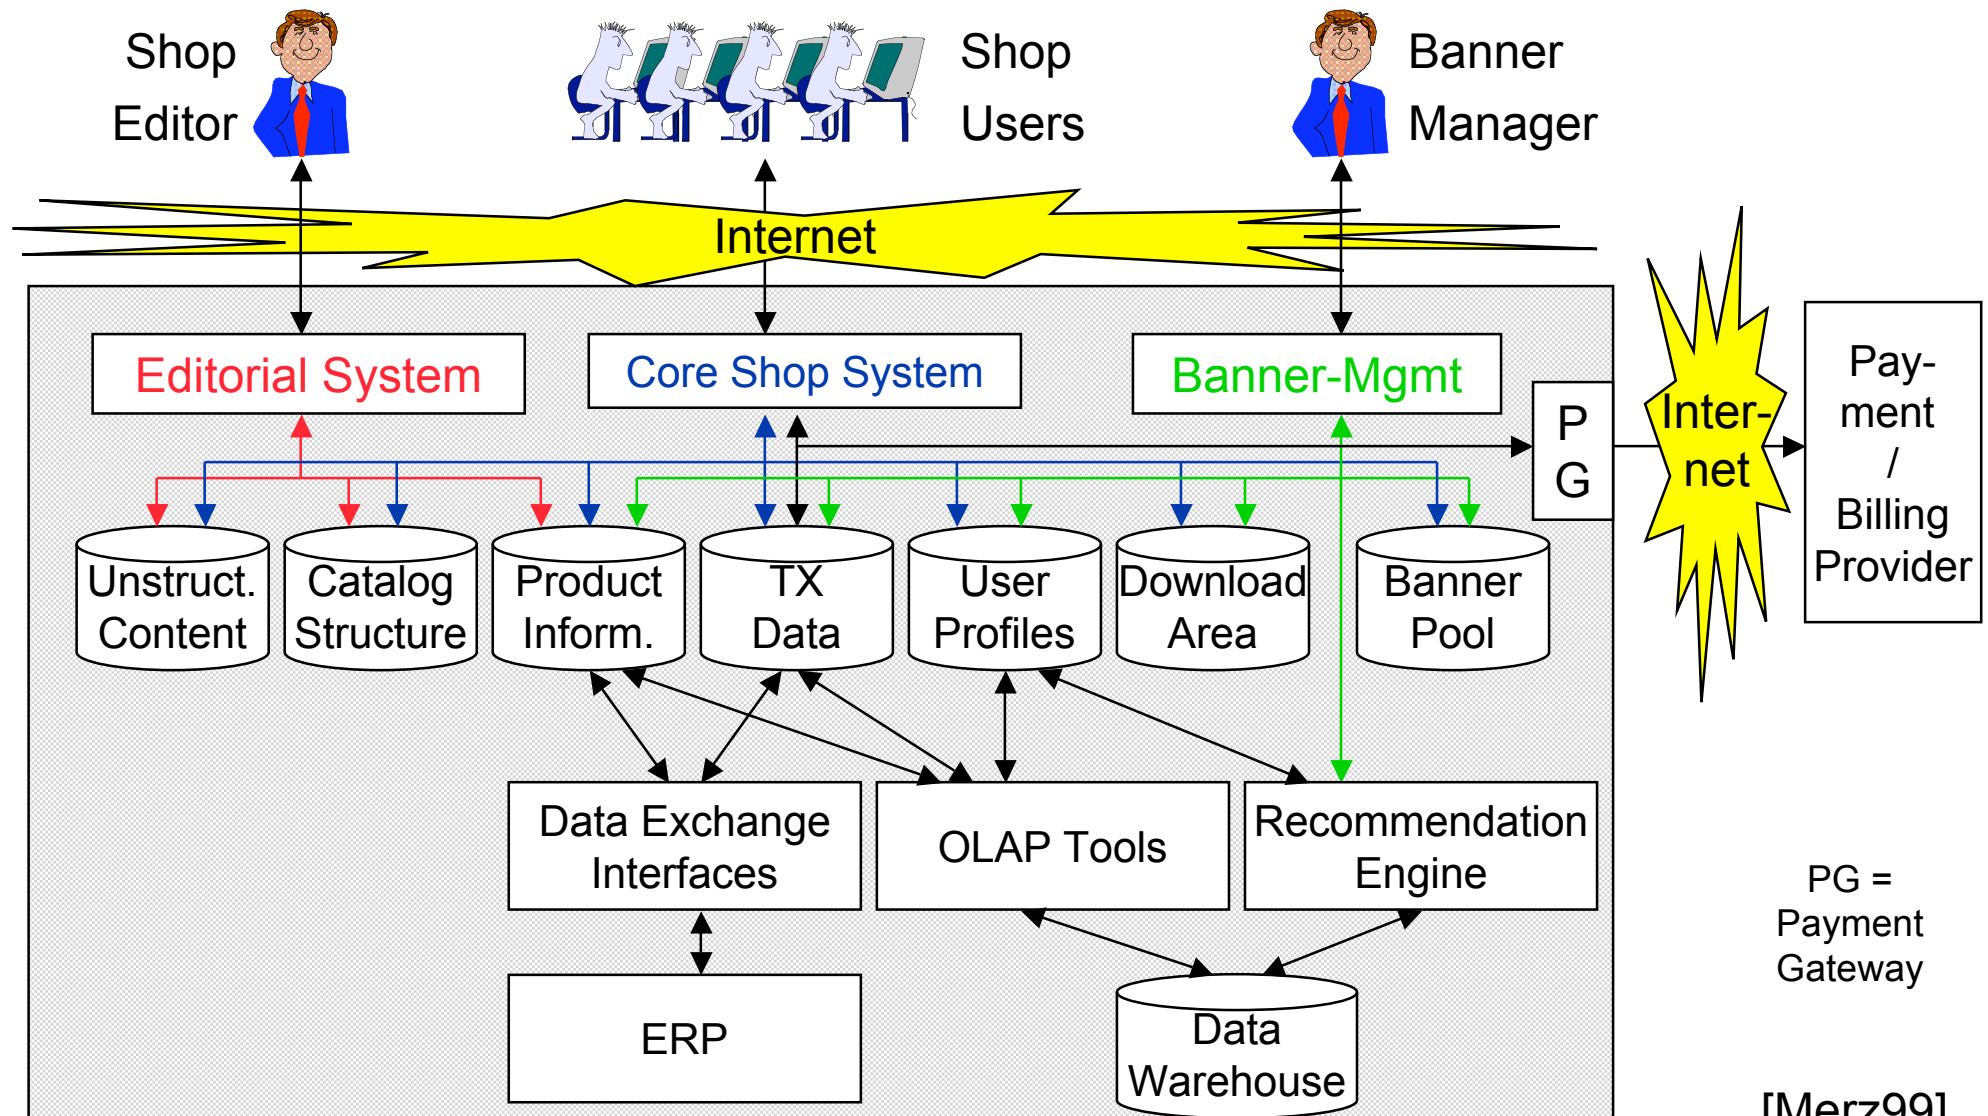 Shop
Editor
Shop
Users
Banner
Manager
Internet
Editorial System
Core Shop System
Banner-Mgmt
P
G
Inter-
net
Pay-
ment
/
Billing
Provider
Unstruct.
Content
Catalog
Structure
Product
Inform.
TX
Data
User
Profiles
Download
Area
Banner
Pool
Data Exchange
Interfaces
OLAP Tools
Recommendation
Engine
PG =
Payment
Gateway
ERP
Data
Warehouse
[Merz99]